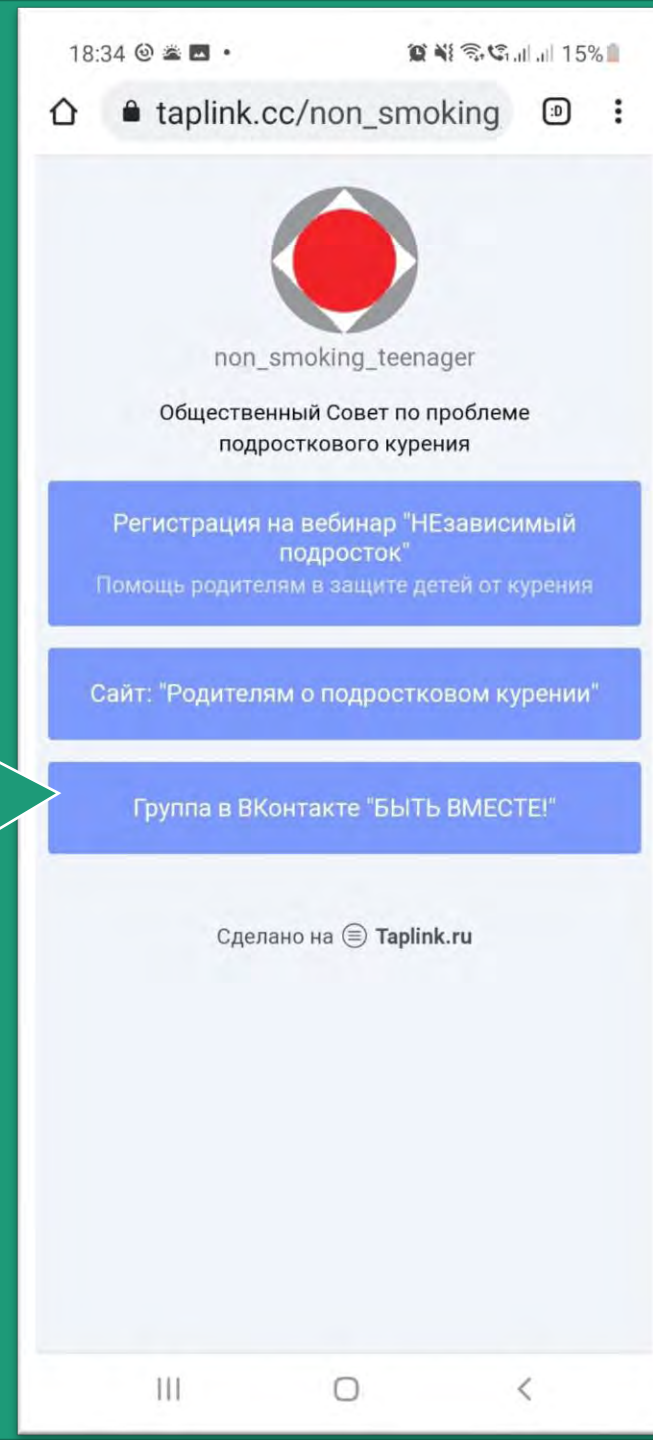 18:34 15%
taplink.cc/non_smoking :D
non_smoking_teenager
Общественный Совет по проблеме
подросткового курения
Регистрация на вебинар "НЕзависимый
подросток"
Помощь родителям в защите детей от курения
Сайт: "Родителям о подростковом курении"
Группа в ВКонтакте "БЫТЬ ВМЕСТЕ!"
Сделано на Taplink.ru